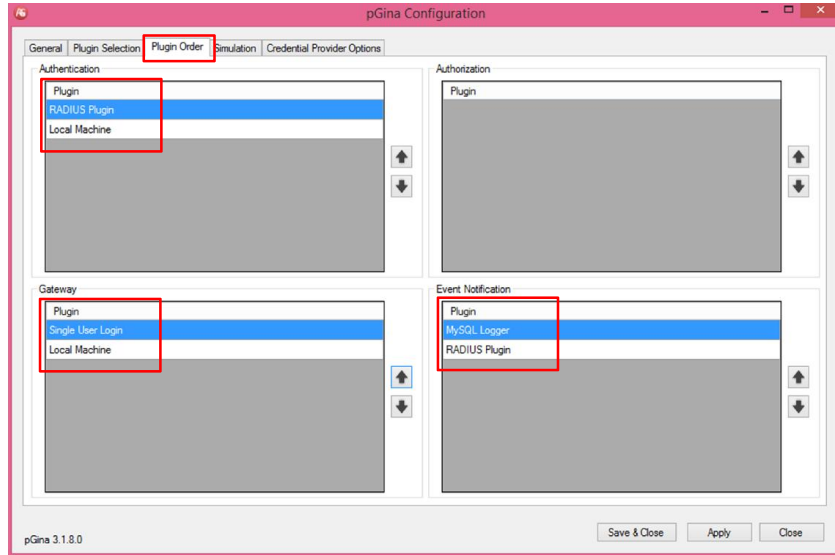 pGina Configuration
General Plugin Selection Plugin Order Simulation Credential Provider Options
Authentication
Plugin
RADIUS Plugin
Local Machine
Authorization
Plugin
Gateway
Plugin
Single User Login
Local Machine
Event Notification
Plugin
MySQL Logger
RADIUS Plugin
pGina 3.1.8.0
Save & Close Apply Close